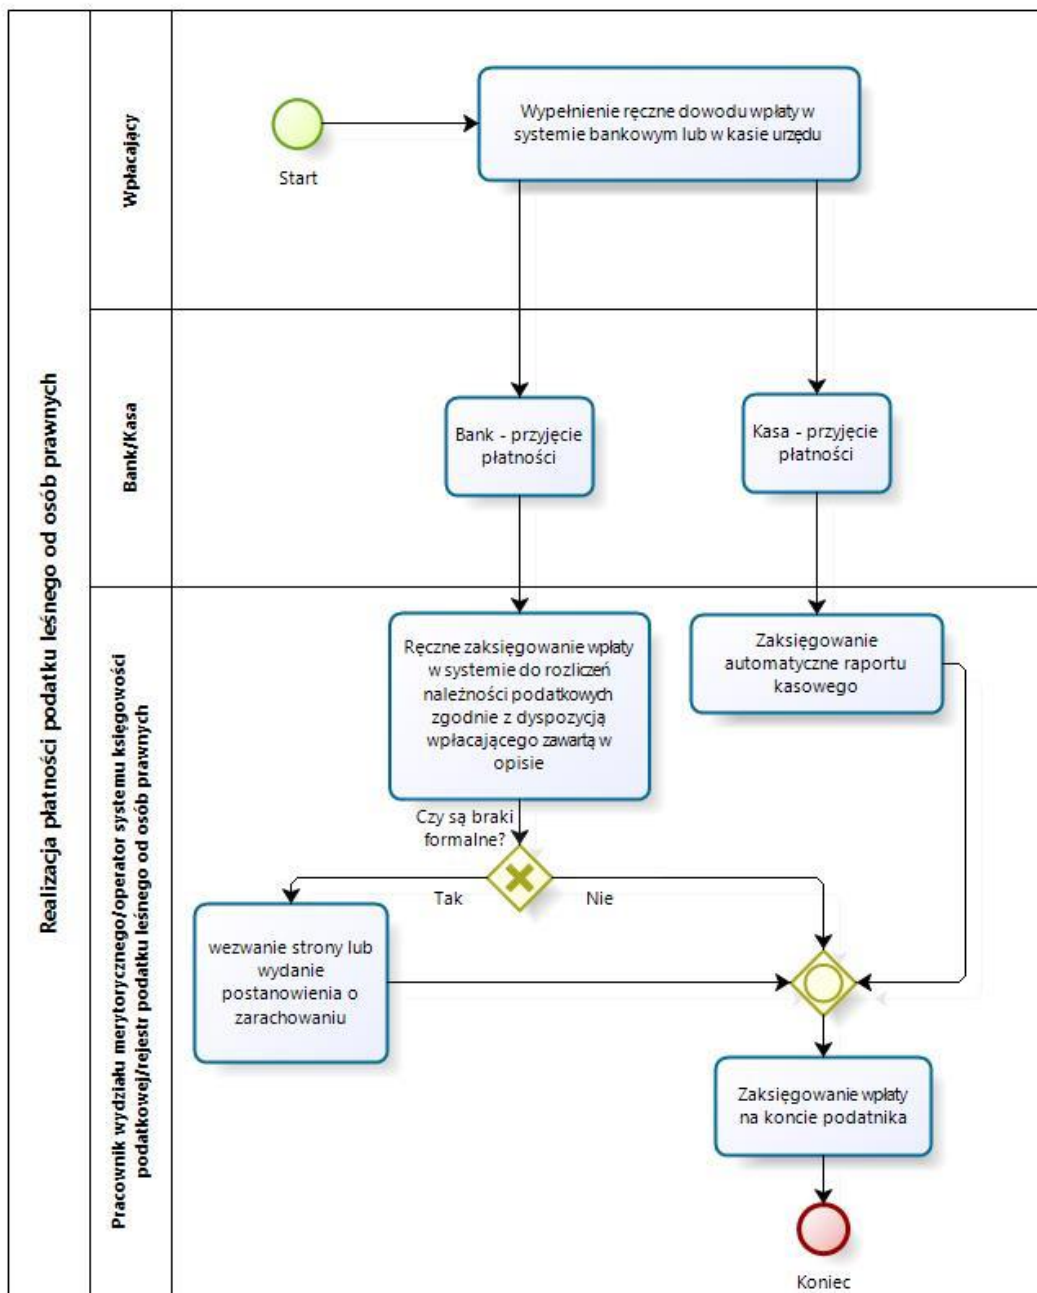 Realizacja płatności podatku leśnego od osób prawnych
Wpłacający
Wypełnienie ręczne dowodu wpłaty w
systemie bankowym lub w kasie urzędu
Start
Bank/Kasa
Bank - przyjęcie
płatności
Kasa - przyjęcie
płatności
Pracownik wydziału merytorycznego/operator systemu księgowości
podatkowej/rejestr podatku leśnego od osób prawnych
Ręczne zaksięgowanie wpłaty
w systemie do rozliczeń
należności podatkowych
zgodnie z dyspozycją
wpłacającego zawartą w
opisie
Zaksięgowanie
automatyczne raportu
kasowego
Czy są braki
formalne?
Tak
Nie
wezwanie strony lub
wydanie
postanowienia o
zarachowaniu
Zaksięgowanie wpłaty
na koncie podatnika
Koniec